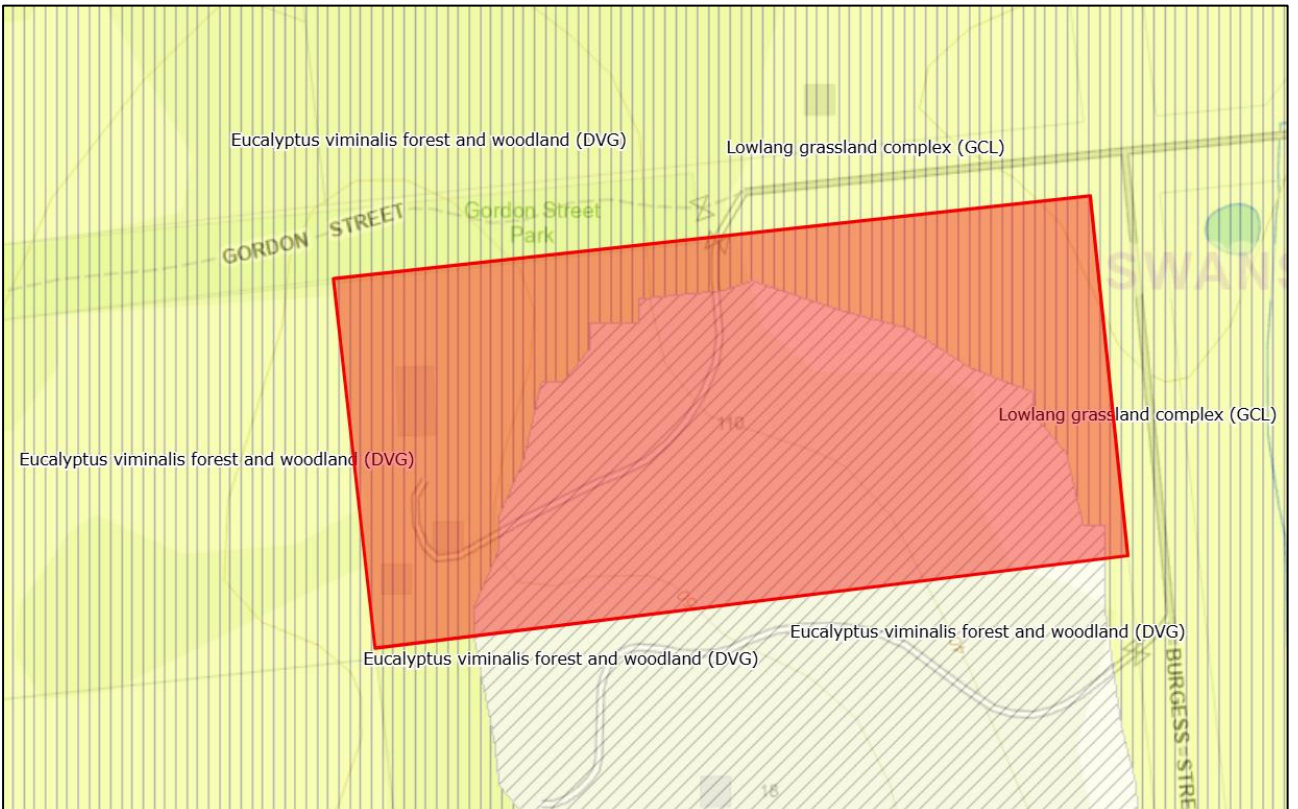 Eucalyptus viminalis forest and woodland (DVG)
Lowlang grassland complex (GCL)
GORDON STREET
Gordon Street
Park
SWANS
110
Lowlang grassland complex (GCL)
Eucalyptus viminalis forest and woodland (DVG)
Eucalyptus viminalis forest and woodland (DVG)
Eucalyptus viminalis forest and woodland (DVG)
BURGESS STRE
18